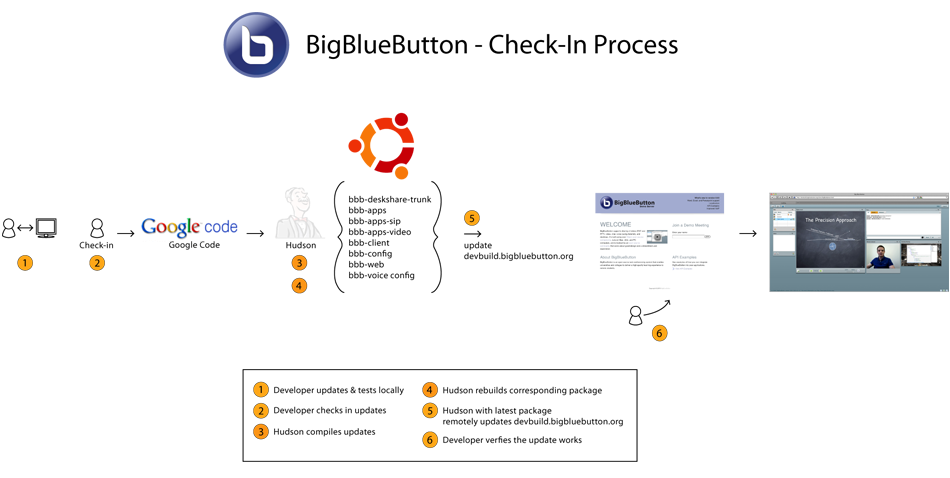 BigBlueButton - Check-In Process
bbb-deskshare-trunk
bbb-apps
bbb-apps-sip
bbb-apps-video
bbb-client
bbb-config
bbb-web
bbb-voice config
1
Check-in
2
Google code
Google Code
Hudson
3
4
5
update
devbuild.bigbluebutton.org
BigBlueButton
WELCOME
Join a Demo Meeting
About BigBlueButton
API Examples
6
The Precision Approach
1 Developer updates & tests locally
2 Developer checks in updates
3 Hudson compiles updates
4 Hudson rebuilds corresponding package
5 Hudson with latest package
remotely updates devbuild.bigbluebutton.org
6 Developer verfies the update works